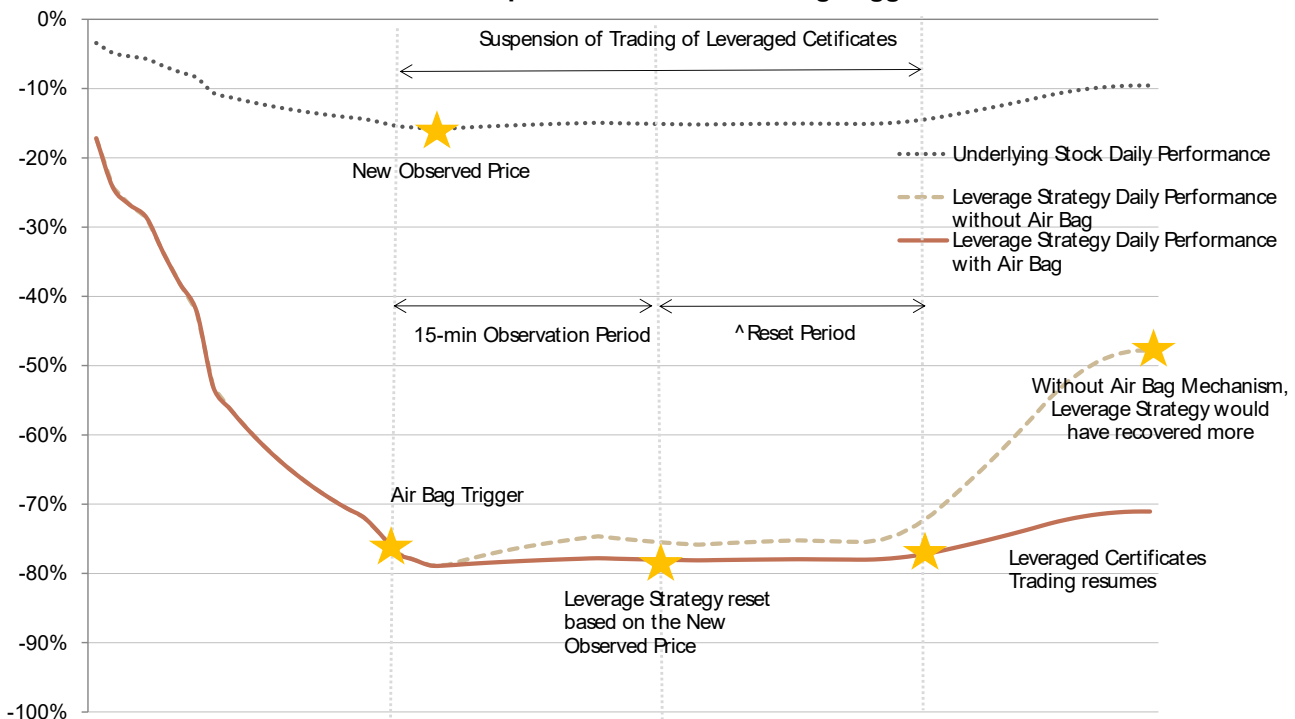 0%
Suspension of Trading of Leveraged Cetificates
-10%
New Observed Price
-20%
Underlying Stock Daily Performance
Leverage Strategy Daily Performance
without Air Bag
-30%
Leverage Strategy Daily Performance
with Air Bag
-40%
15-min Observation Period
^Reset Period
-50%
Without Air Bag Mechanism,
Leverage Strategy would
have recovered more
-60%
-70%
Air Bag Trigger
-80%
Leveraged Certificates
Trading resumes
Leverage Strategy reset
based on the New
Observed Price
-90%
-100%